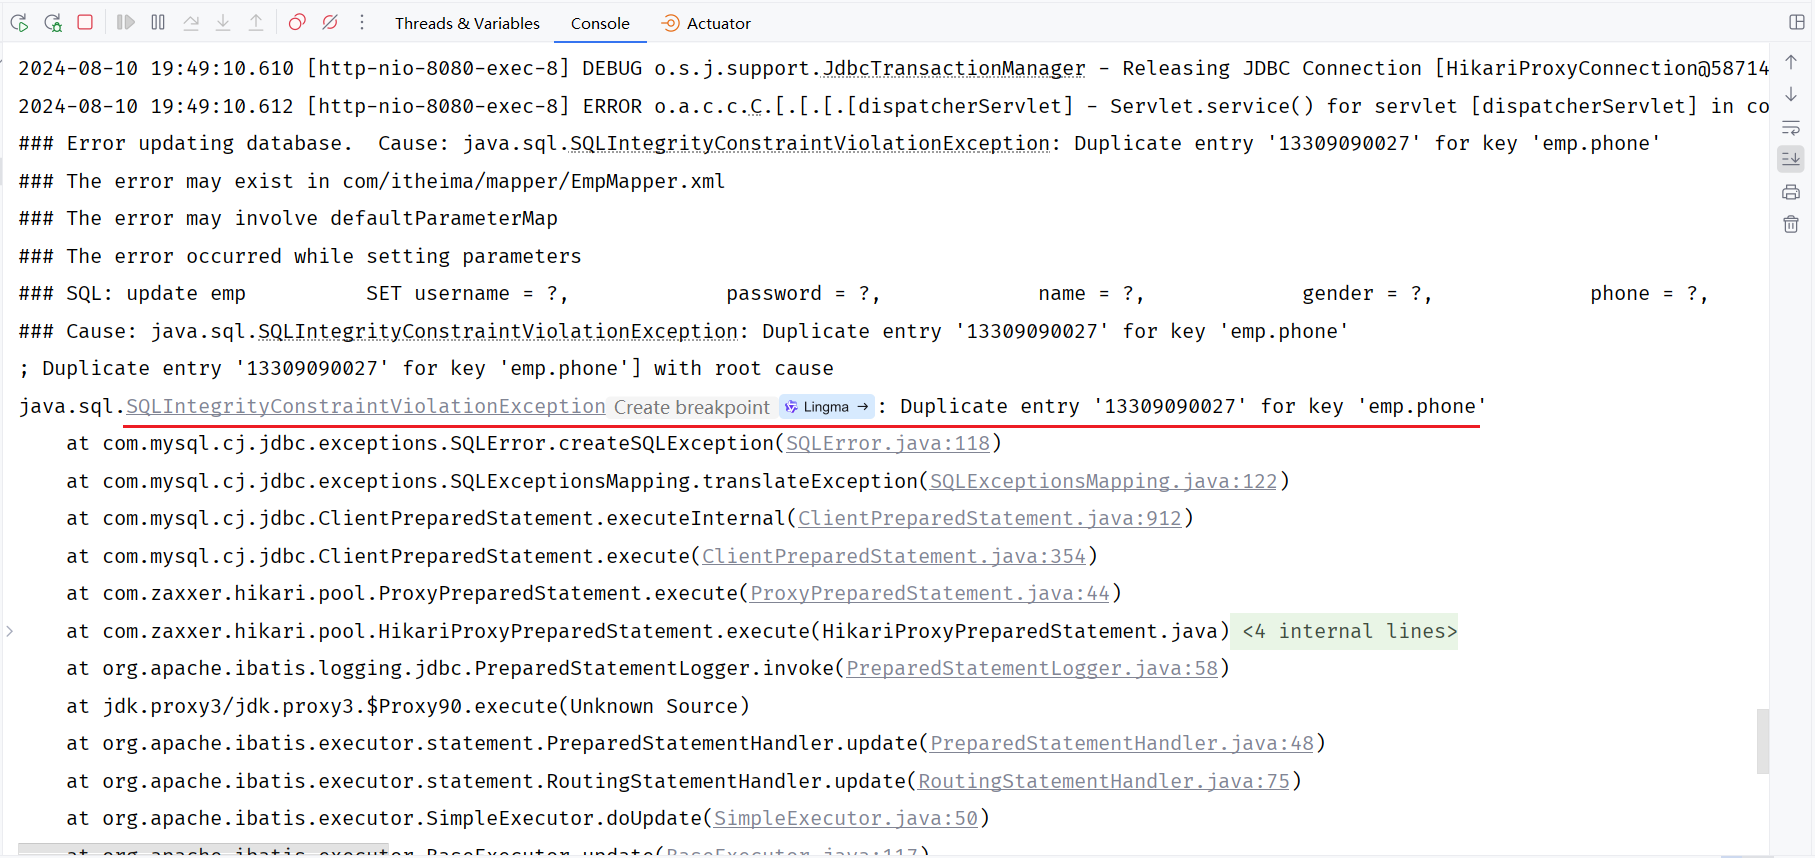 Threads & Variables Console Actuator
2024-08-10 19:49:10.610 [http-nio-8080-exec-8] DEBUG o.s.j.support.JdbcTransactionManager - Releasing JDBC Connection [HikariProxyConnection@58714
2024-08-10 19:49:10.612 [http-nio-8080-exec-8] ERROR o.a.c.c.C.[.[.[.[dispatcherServlet] - Servlet.service() for servlet [dispatcherServlet] in co
### Error updating database.  Cause: java.sql.SQLIntegrityConstraintViolationException: Duplicate entry '13309090027' for key 'emp.phone'
### The error may exist in com/itheima/mapper/EmpMapper.xml
### The error may involve defaultParameterMap
### The error occurred while setting parameters
### SQL: update emp          SET username = ?,             password = ?,             name = ?,             gender = ?,             phone = ?,
### Cause: java.sql.SQLIntegrityConstraintViolationException: Duplicate entry '13309090027' for key 'emp.phone'
; Duplicate entry '13309090027' for key 'emp.phone'] with root cause
java.sql.SQLIntegrityConstraintViolationException Create breakpoint Lingma → : Duplicate entry '13309090027' for key 'emp.phone'
at com.mysql.cj.jdbc.exceptions.SQLError.createSQLException(SQLError.java:118)
at com.mysql.cj.jdbc.exceptions.SQLExceptionsMapping.translateException(SQLExceptionsMapping.java:122)
at com.mysql.cj.jdbc.ClientPreparedStatement.executeInternal(ClientPreparedStatement.java:912)
at com.mysql.cj.jdbc.ClientPreparedStatement.execute(ClientPreparedStatement.java:354)
at com.zaxxer.hikari.pool.ProxyPreparedStatement.execute(ProxyPreparedStatement.java:44)
at com.zaxxer.hikari.pool.HikariProxyPreparedStatement.execute(HikariProxyPreparedStatement.java) <4 internal lines>
at org.apache.ibatis.logging.jdbc.PreparedStatementLogger.invoke(PreparedStatementLogger.java:58)
at jdk.proxy3/jdk.proxy3.$Proxy90.execute(Unknown Source)
at org.apache.ibatis.executor.statement.PreparedStatementHandler.update(PreparedStatementHandler.java:48)
at org.apache.ibatis.executor.statement.RoutingStatementHandler.update(RoutingStatementHandler.java:75)
at org.apache.ibatis.executor.SimpleExecutor.doUpdate(SimpleExecutor.java:50)
at org.apache.ibatis.executor.BaseExecutor.update(BaseExecutor.java:117)